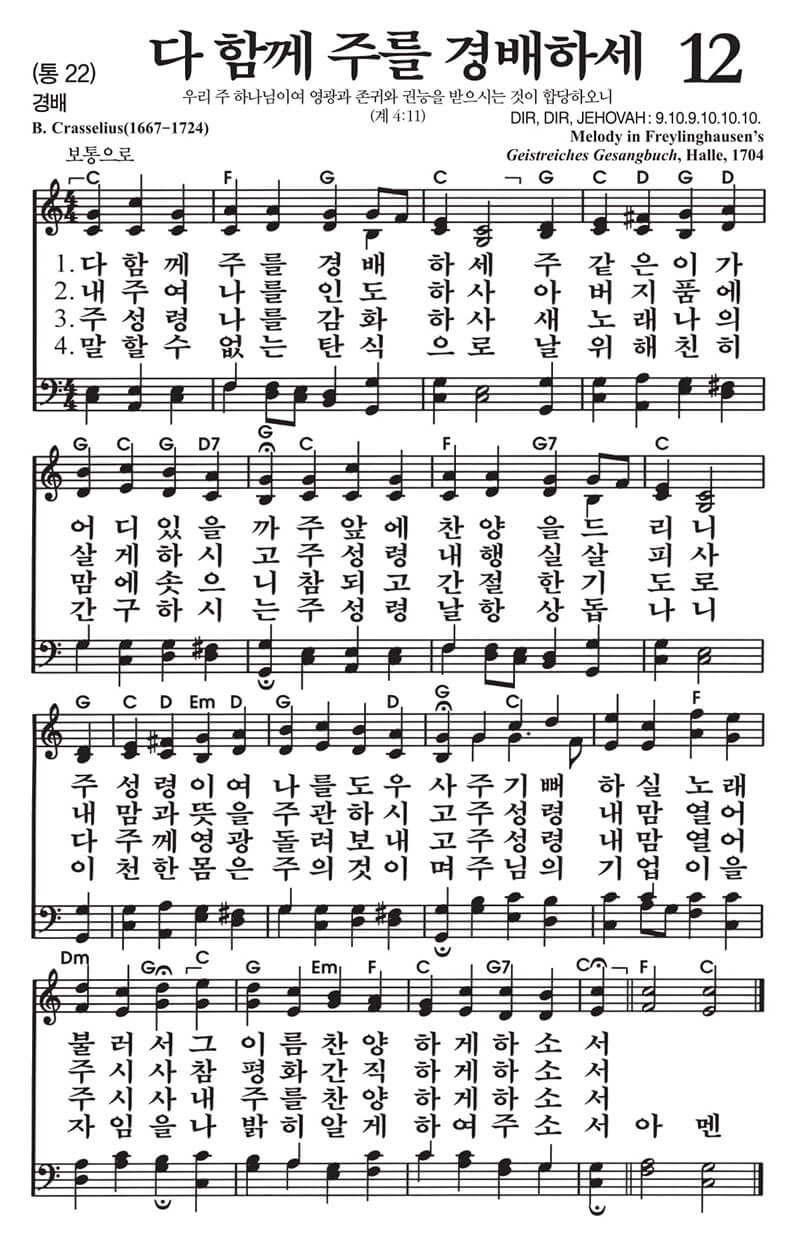 (통 22) 다 함께 주를 경배하세 12
경배 우리 주 하나님이여 영광과 존귀와 권능을 받으시는 것이 합당하오니
(계 4:11)
B. Crasselius(1667-1724) DIR, DIR, JEHOVAH : 9.10.9.10.10.10.
Melody in Freylinghausen's
보통으로 Geistreiches Gesangbuch, Halle, 1704
C F G C G C D G D
1. 다 함 께 주 를 경 배 하 세 주 같 은 이 가
2. 내 주 여 나 를 인 도 하 사 아 버 지 품 에
3. 주 성 령 나 를 감 화 하 사 새 노 래 나 의
4. 말 할 수 없 는 탄 식 으 로 날 위 해 친 히
G C G D7 G C F G7 C
어 디 있 을 까 주 앞 에 찬 양 을 드 리 니
살 게 하 시 고 주 성 령 내 행 실 살 피 사
맘 에 솟 으 니 참 되 고 간 절 한 기 도 로
간 구 하 시 는 주 성 령 날 항 상 돕 나 니
G C D Em D G D G C F
주 성 령 이 여 나 를 도 우 사 주 기 뻐 하 실 노 래
내 맘 과 뜻 을 주 관 하 시 고 주 성 령 내 맘 열 어
다 주 께 영 광 돌 려 보 내 고 주 성 령 내 맘 열 어
이 천 한 몸 은 주 의 것 이 며 주 님 의 기 업 이 을
Dm G C G Em F C G7 C F C
불 러 서 그 이 름 찬 양 하 게 하 소 서
주 시 사 참 평 화 간 직 하 게 하 소 서
주 시 사 내 주 를 찬 양 하 게 하 소 서
자 임 을 나 밝 히 알 게 하 여 주 소 서 아 멘